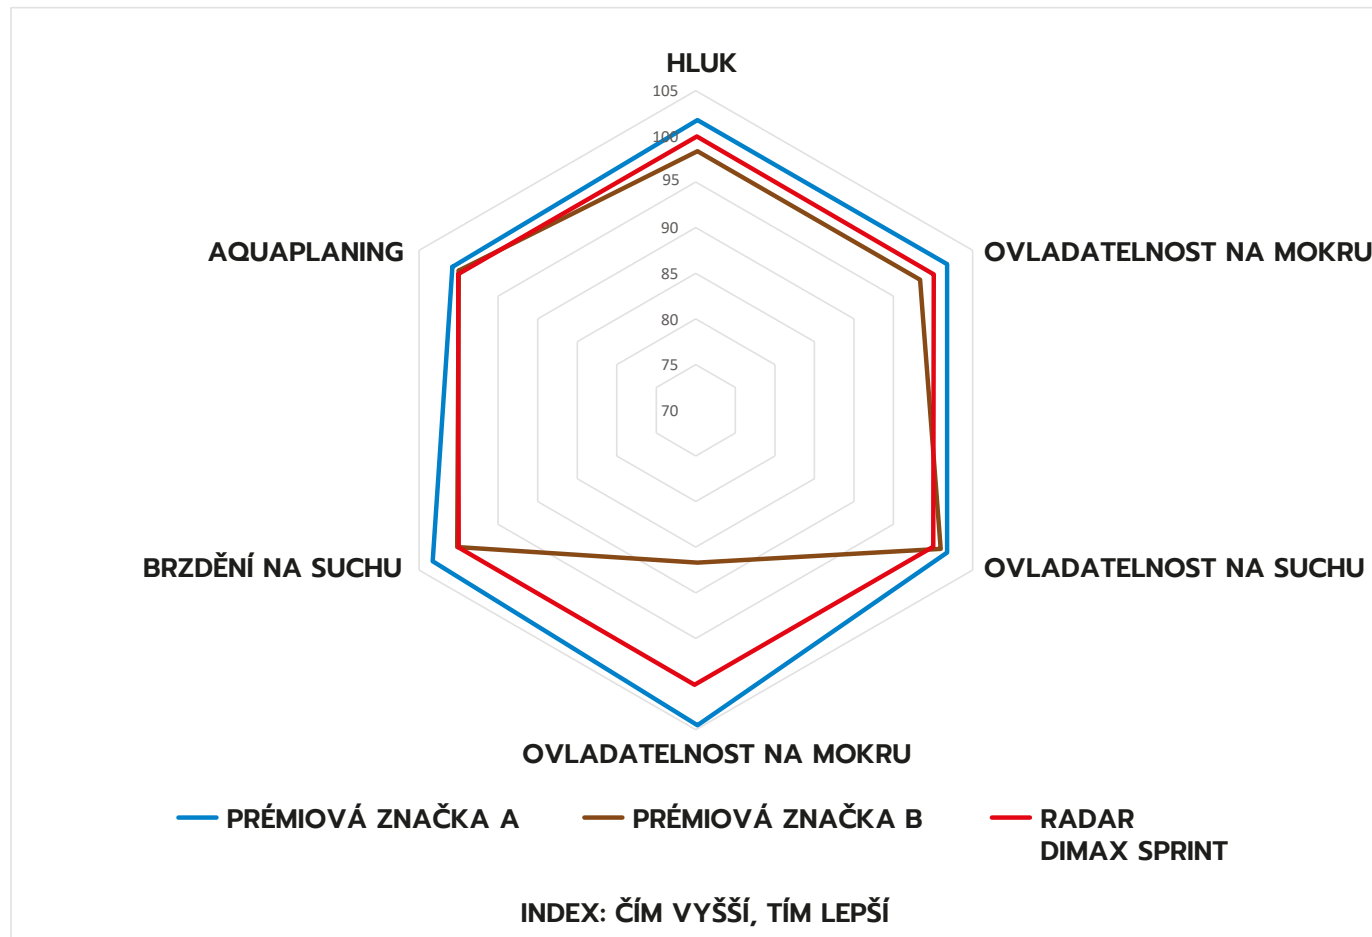 HLUK
105
100
95
90
85
80
75
70
AQUAPLANING
OVLADATELNOST NA MOKRU
BRZDĚNÍ NA SUCHU
OVLADATELNOST NA SUCHU
OVLADATELNOST NA MOKRU
PRÉMIOVÁ ZNAČKA A
PRÉMIOVÁ ZNAČKA B
RADAR
DIMAX SPRINT
INDEX: ČÍM VYŠŠÍ, TÍM LEPŠÍ